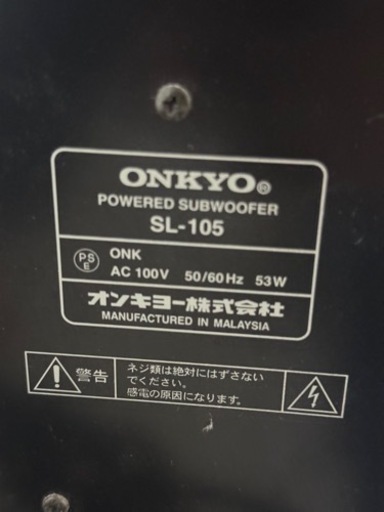 ONKYO®
POWERED SUBWOOFER
SL-105
PS
E
ONK
AC 100V 50/60Hz 53W
オンキヨー株式会社
MANUFACTURED IN MALAYSIA
警告
ネジ類は絶対にはずさない
でください。
感電の原因になります。